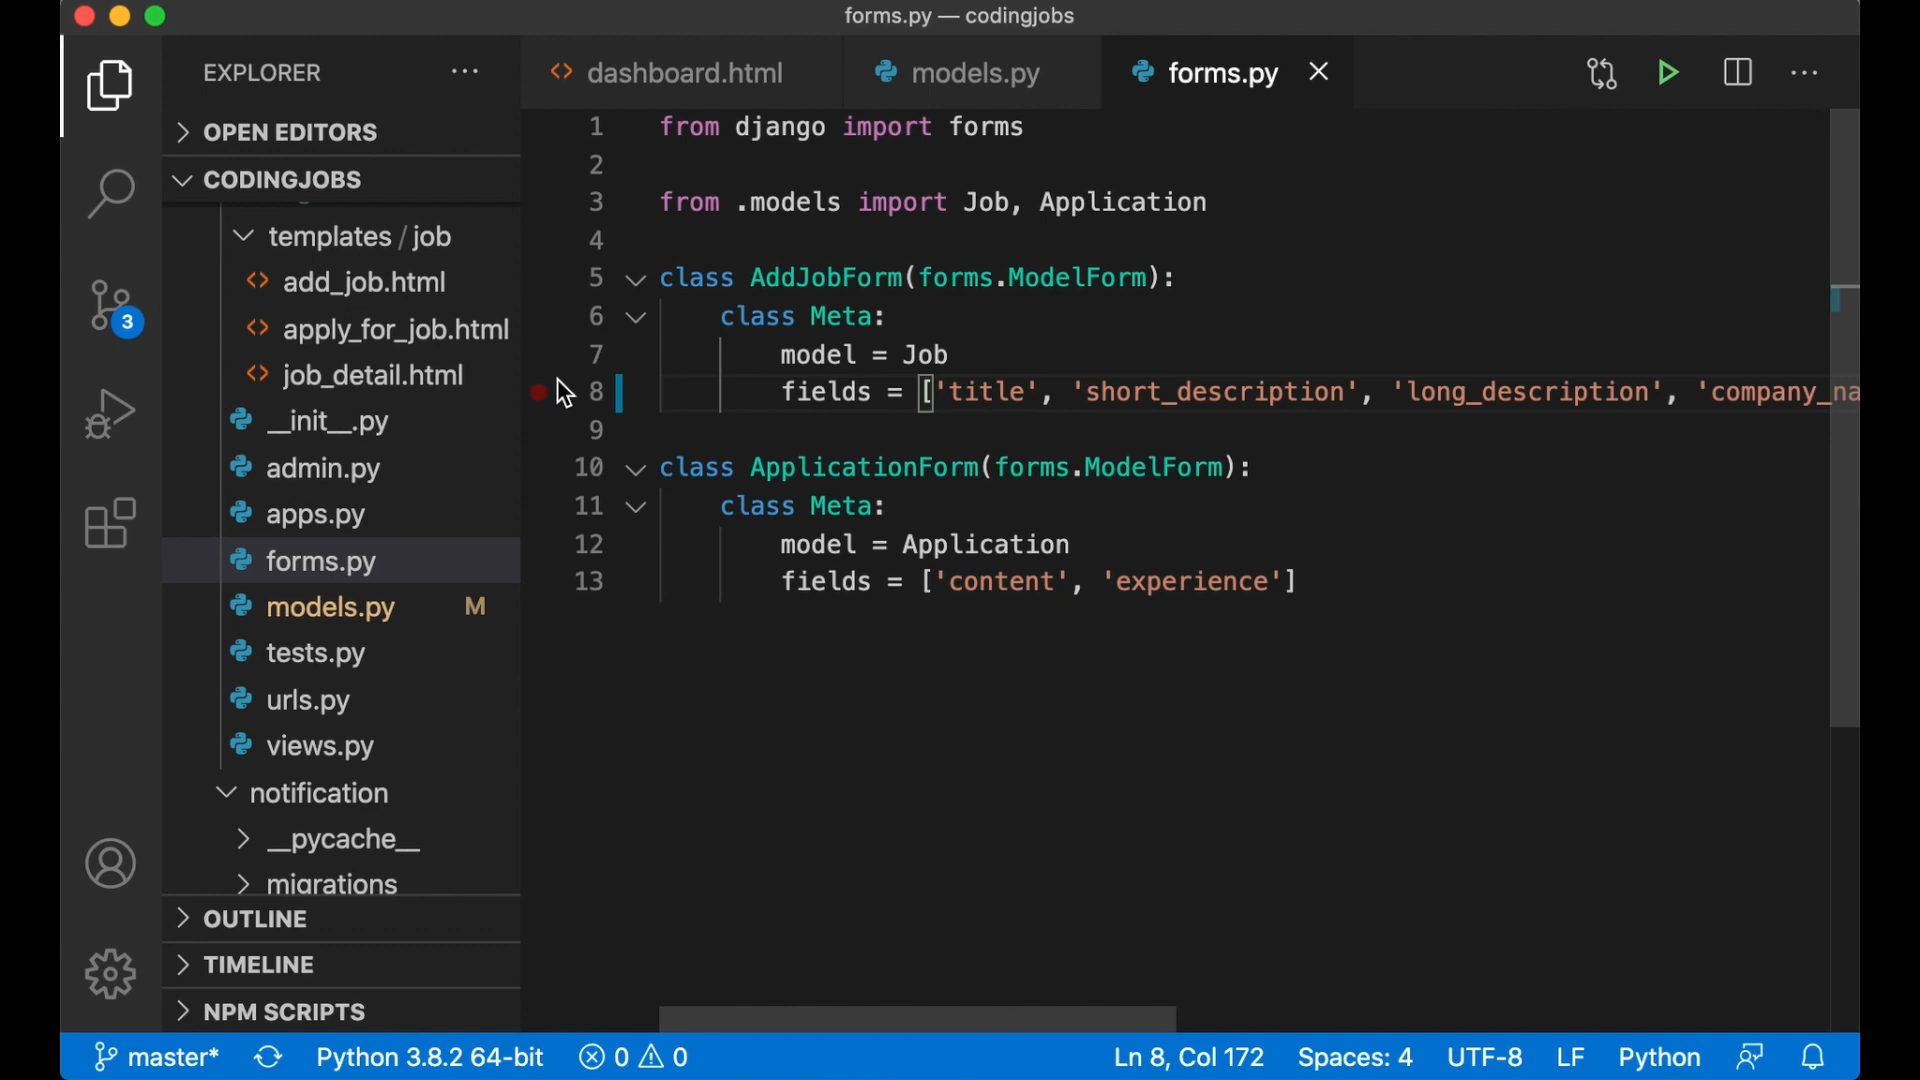 forms.py — codingjobs
EXPLORER
dashboard.html
models.py
forms.py
OPEN EDITORS
CODINGJOBS
templates / job
add_job.html
apply_for_job.html
job_detail.html
__init__.py
admin.py
apps.py
forms.py
models.py M
tests.py
urls.py
views.py
notification
__pycache__
migrations
OUTLINE
TIMELINE
NPM SCRIPTS
3
1 from django import forms
2
3 from .models import Job, Application
4
5 class AddJobForm(forms.ModelForm):
6 class Meta:
7 model = Job
8 fields = ['title', 'short_description', 'long_description', 'company_na
9
10 class ApplicationForm(forms.ModelForm):
11 class Meta:
12 model = Application
13 fields = ['content', 'experience']
master* Python 3.8.2 64-bit 0 0 Ln 8, Col 172 Spaces: 4 UTF-8 LF Python